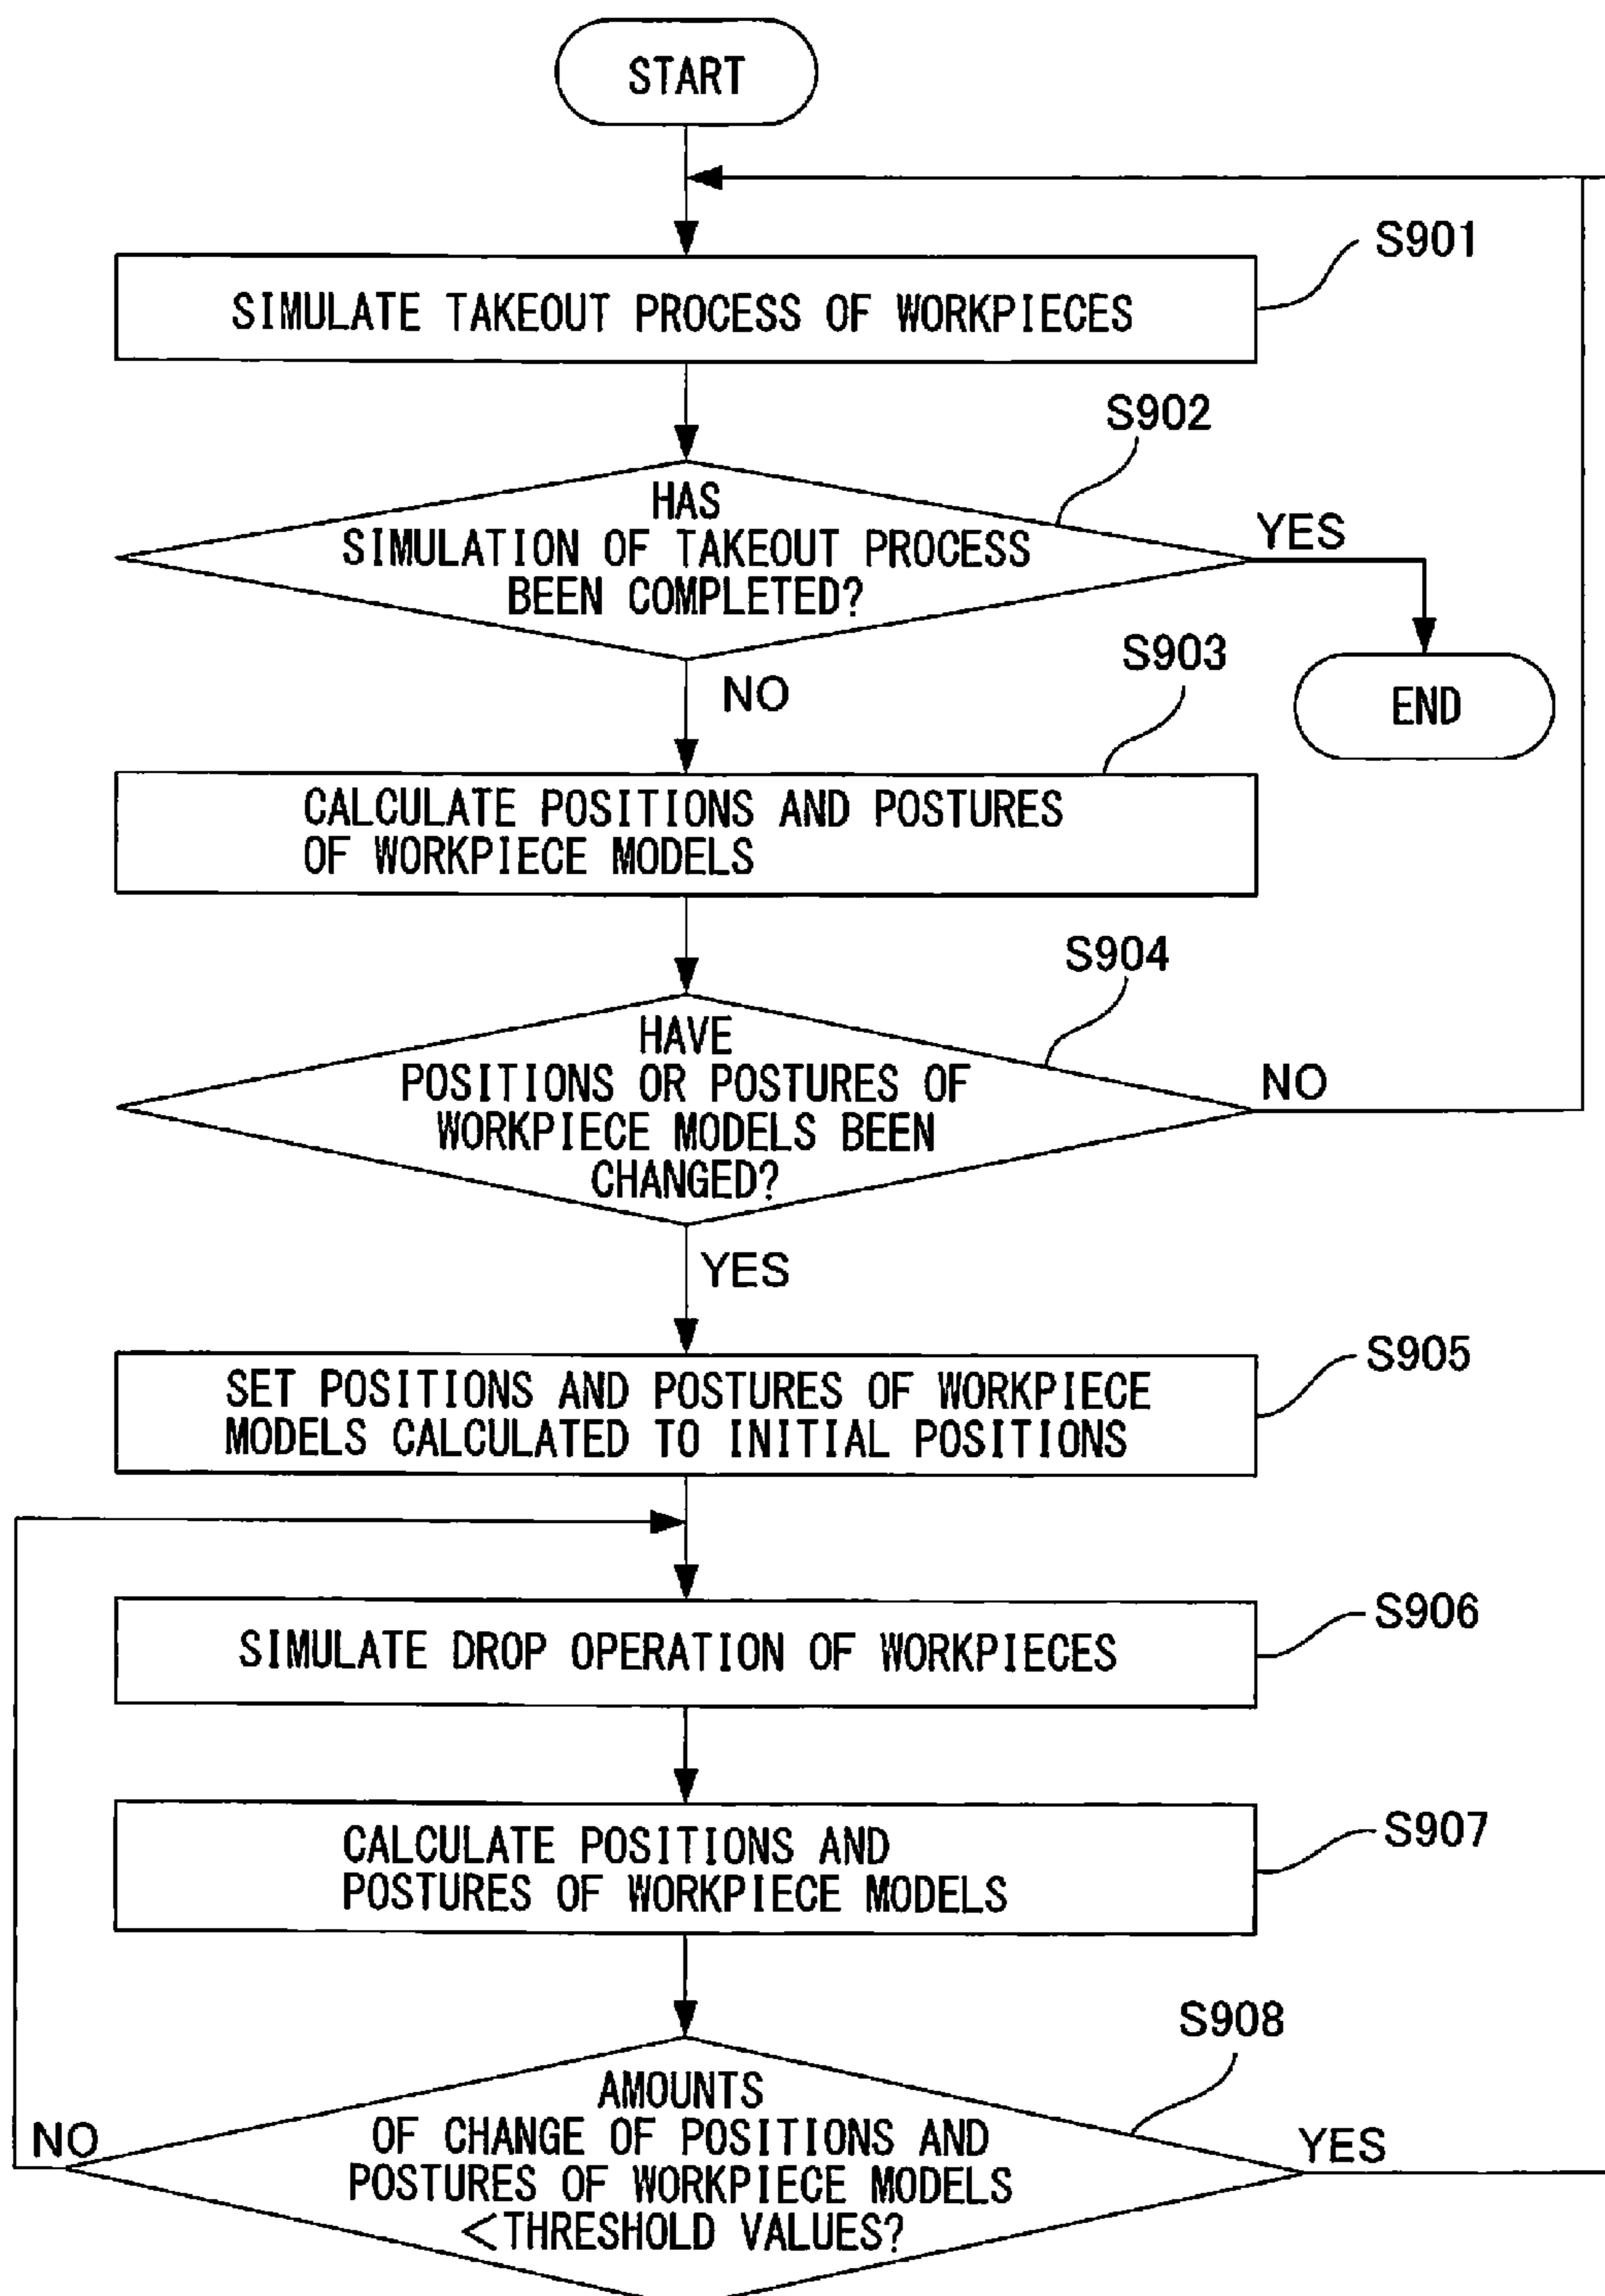 START
S901
SIMULATE TAKEOUT PROCESS OF WORKPIECES
S902
HAS
SIMULATION OF TAKEOUT PROCESS
BEEN COMPLETED?
YES
END
NO
S903
CALCULATE POSITIONS AND POSTURES
OF WORKPIECE MODELS
S904
HAVE
POSITIONS OR POSTURES OF
WORKPIECE MODELS BEEN
CHANGED?
NO
YES
S905
SET POSITIONS AND POSTURES OF WORKPIECE
MODELS CALCULATED TO INITIAL POSITIONS
S906
SIMULATE DROP OPERATION OF WORKPIECES
S907
CALCULATE POSITIONS AND
POSTURES OF WORKPIECE MODELS
S908
AMOUNTS
OF CHANGE OF POSITIONS AND
POSTURES OF WORKPIECE MODELS
<THRESHOLD VALUES?
NO
YES